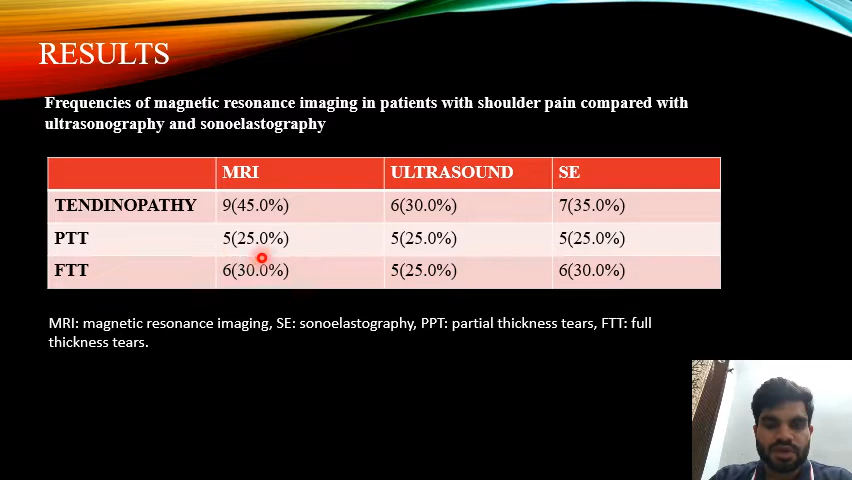 RESULTS
Frequencies of magnetic resonance imaging in patients with shoulder pain compared with
ultrasonography and sonoelastography
MRI ULTRASOUND SE
TENDINOPATHY 9(45.0%) 6(30.0%) 7(35.0%)
PTT 5(25.0%) 5(25.0%) 5(25.0%)
FTT 6(30.0%) 5(25.0%) 6(30.0%)
MRI: magnetic resonance imaging, SE: sonoelastography, PPT: partial thickness tears, FTT: full
thickness tears.